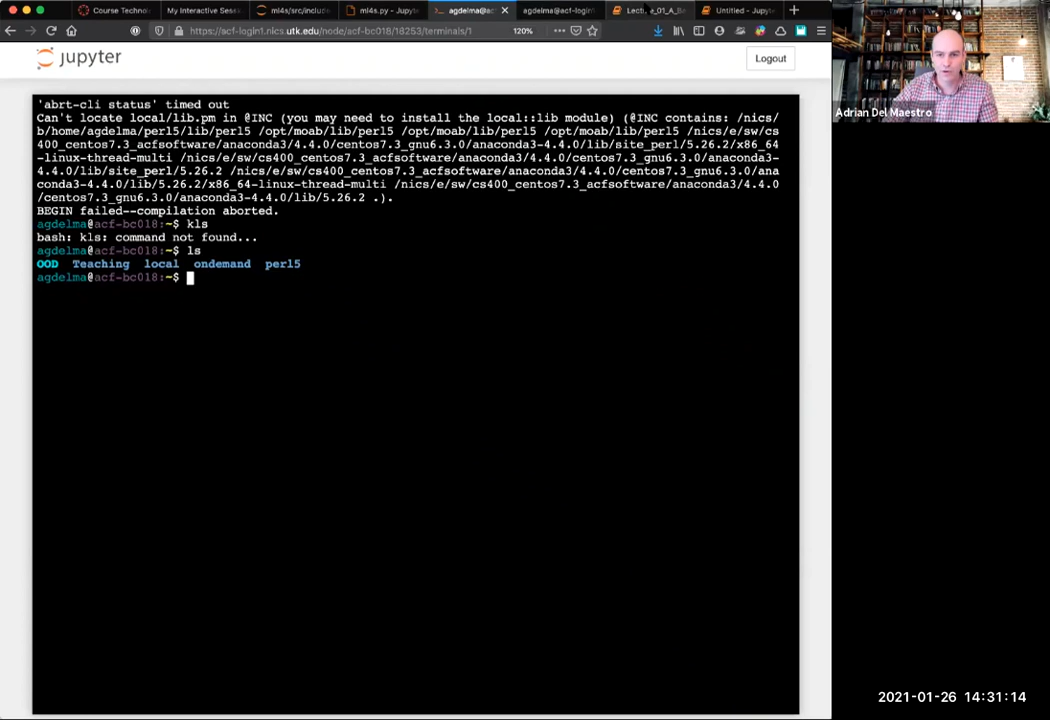 Course Techno
My Interactive Sess
ml4s/src/include
ml4s.py - Jupyte
agdelma@ac
agdelma@acf-login1
Untitled - Jupyte
https://acf-login1.nics.utk.edu/node/acf-bc018/18253/terminals/1
120%
jupyter
Logout
Adrian Del Maestro
'abrt-cli status' timed out
Can't locate local/lib.pm in @INC (you may need to install the local::lib module) (@INC contains: /nics/
b/home/agdelma/perl5/lib/perl5 /opt/moab/lib/perl5 /opt/moab/lib/perl5 /opt/moab/lib/perl5 /nics/e/sw/cs
400_centos7.3_acfsoftware/anaconda3/4.4.0/centos7.3_gnu6.3.0/anaconda3-4.4.0/lib/site_perl/5.26.2/x86_64
-linux-thread-multi /nics/e/sw/cs400_centos7.3_acfsoftware/anaconda3/4.4.0/centos7.3_gnu6.3.0/anaconda3-
4.4.0/lib/site_perl/5.26.2 /nics/e/sw/cs400_centos7.3_acfsoftware/anaconda3/4.4.0/centos7.3_gnu6.3.0/ana
conda3-4.4.0/lib/5.26.2/x86_64-linux-thread-multi /nics/e/sw/cs400_centos7.3_acfsoftware/anaconda3/4.4.0
/centos7.3_gnu6.3.0/anaconda3-4.4.0/lib/5.26.2 .).
BEGIN failed--compilation aborted.
agdelma@acf-bc018:~$ kls
bash: kls: command not found...
agdelma@acf-bc018:~$ ls
OOD Teaching local ondemand perl5
agdelma@acf-bc018:~$
2021-01-26 14:31:14